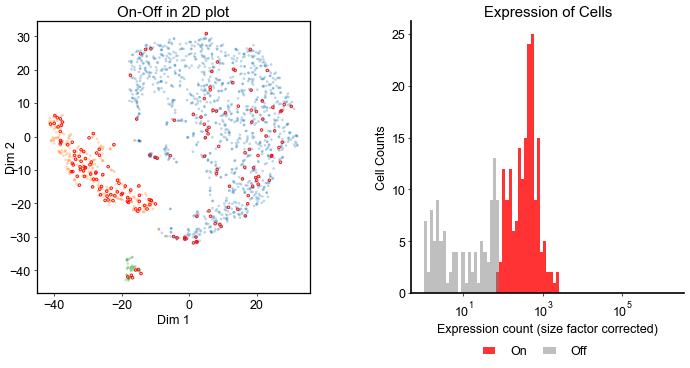 On-Off in 2D plot
Dim 2
30
20
10
0
−10
−20
−30
−40
−40 −20 0 20
Dim 1
Expression of Cells
Cell Counts
25
20
15
10
5
0
10^1 10^3 10^5
Expression count (size factor corrected)
On Off